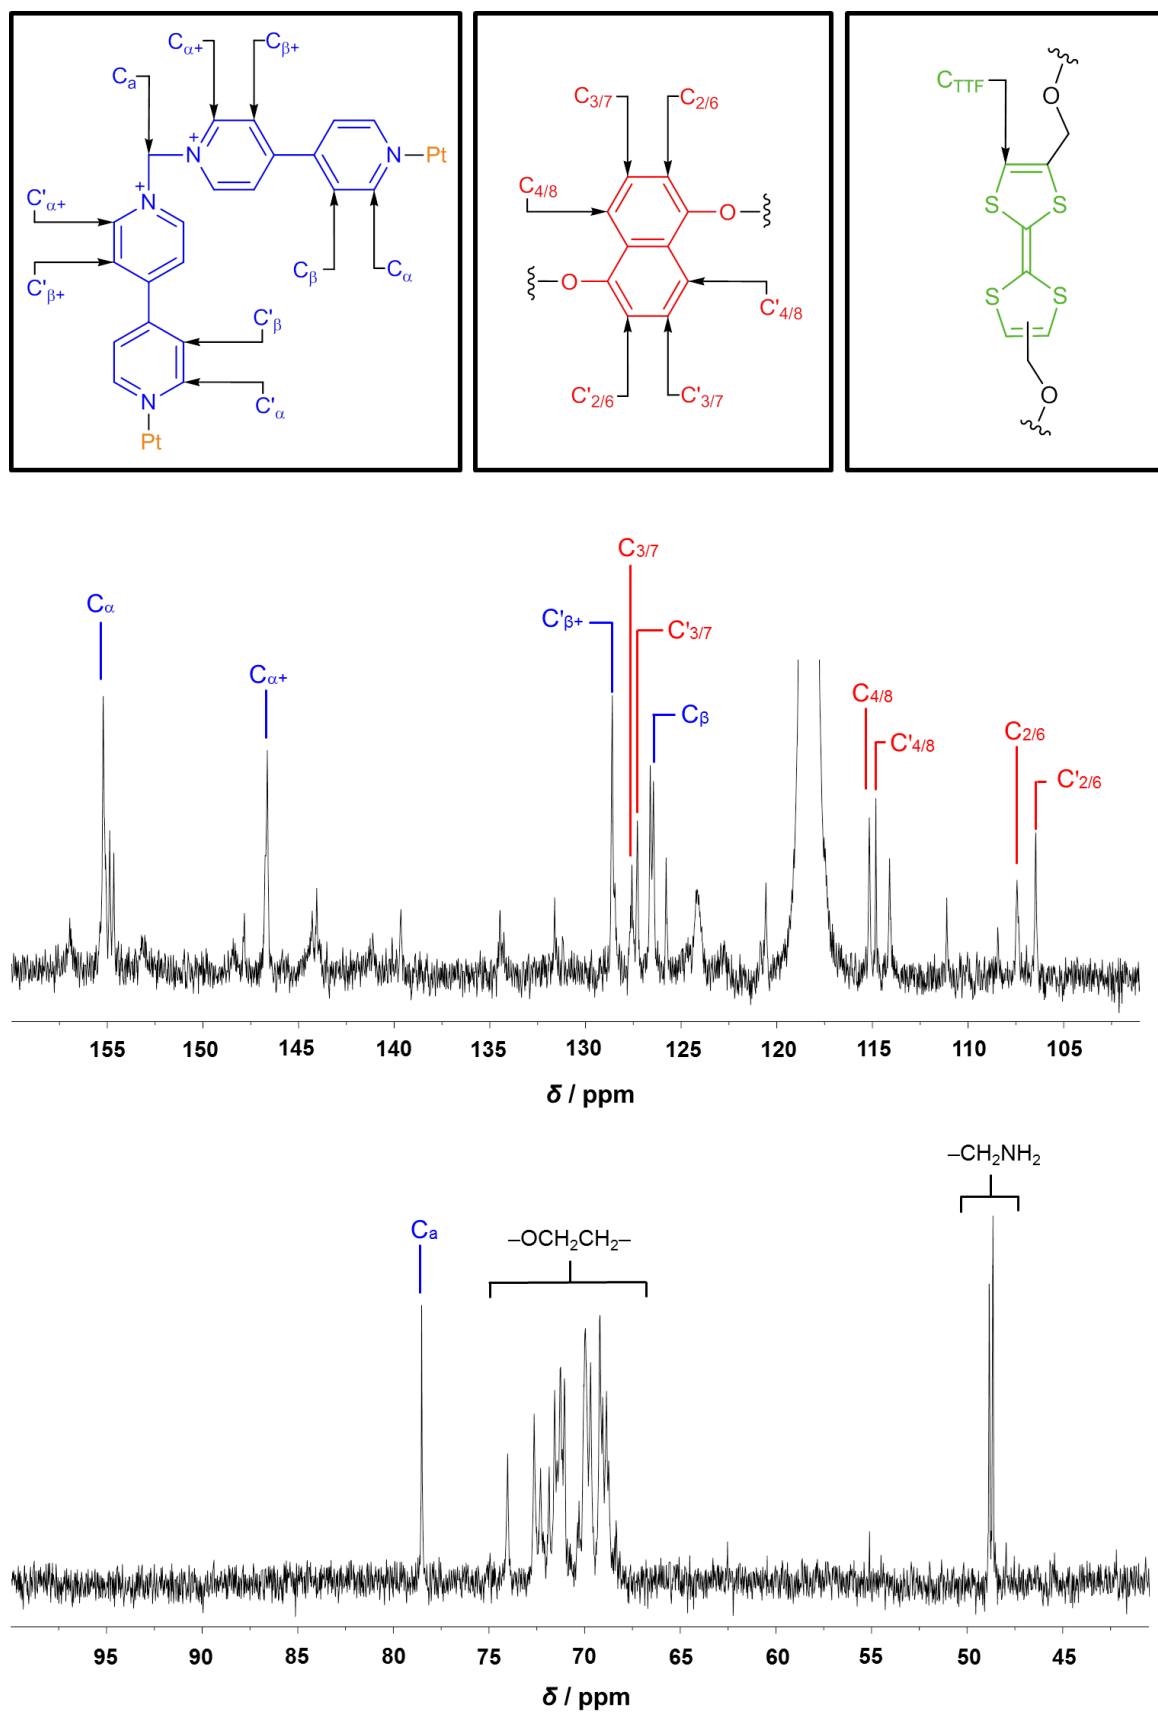 Cα+
Cβ+
Ca
+
N
N
Pt
+
N
C'α+
C'β+
Cβ
Cα
C'β
C'α
N
Pt
C3/7
C2/6
C4/8
O
O
C'4/8
C'2/6
C'3/7
CTTF
O
S
S
S
S
O
C3/7
Cα
C'β+
C'3/7
Cα+
Cβ
C4/8
C'4/8
C2/6
C'2/6
155 150 145 140 135 130 125 120 115 110 105
δ / ppm
–CH2NH2
Ca
–OCH2CH2–
95 90 85 80 75 70 65 60 55 50 45
δ / ppm